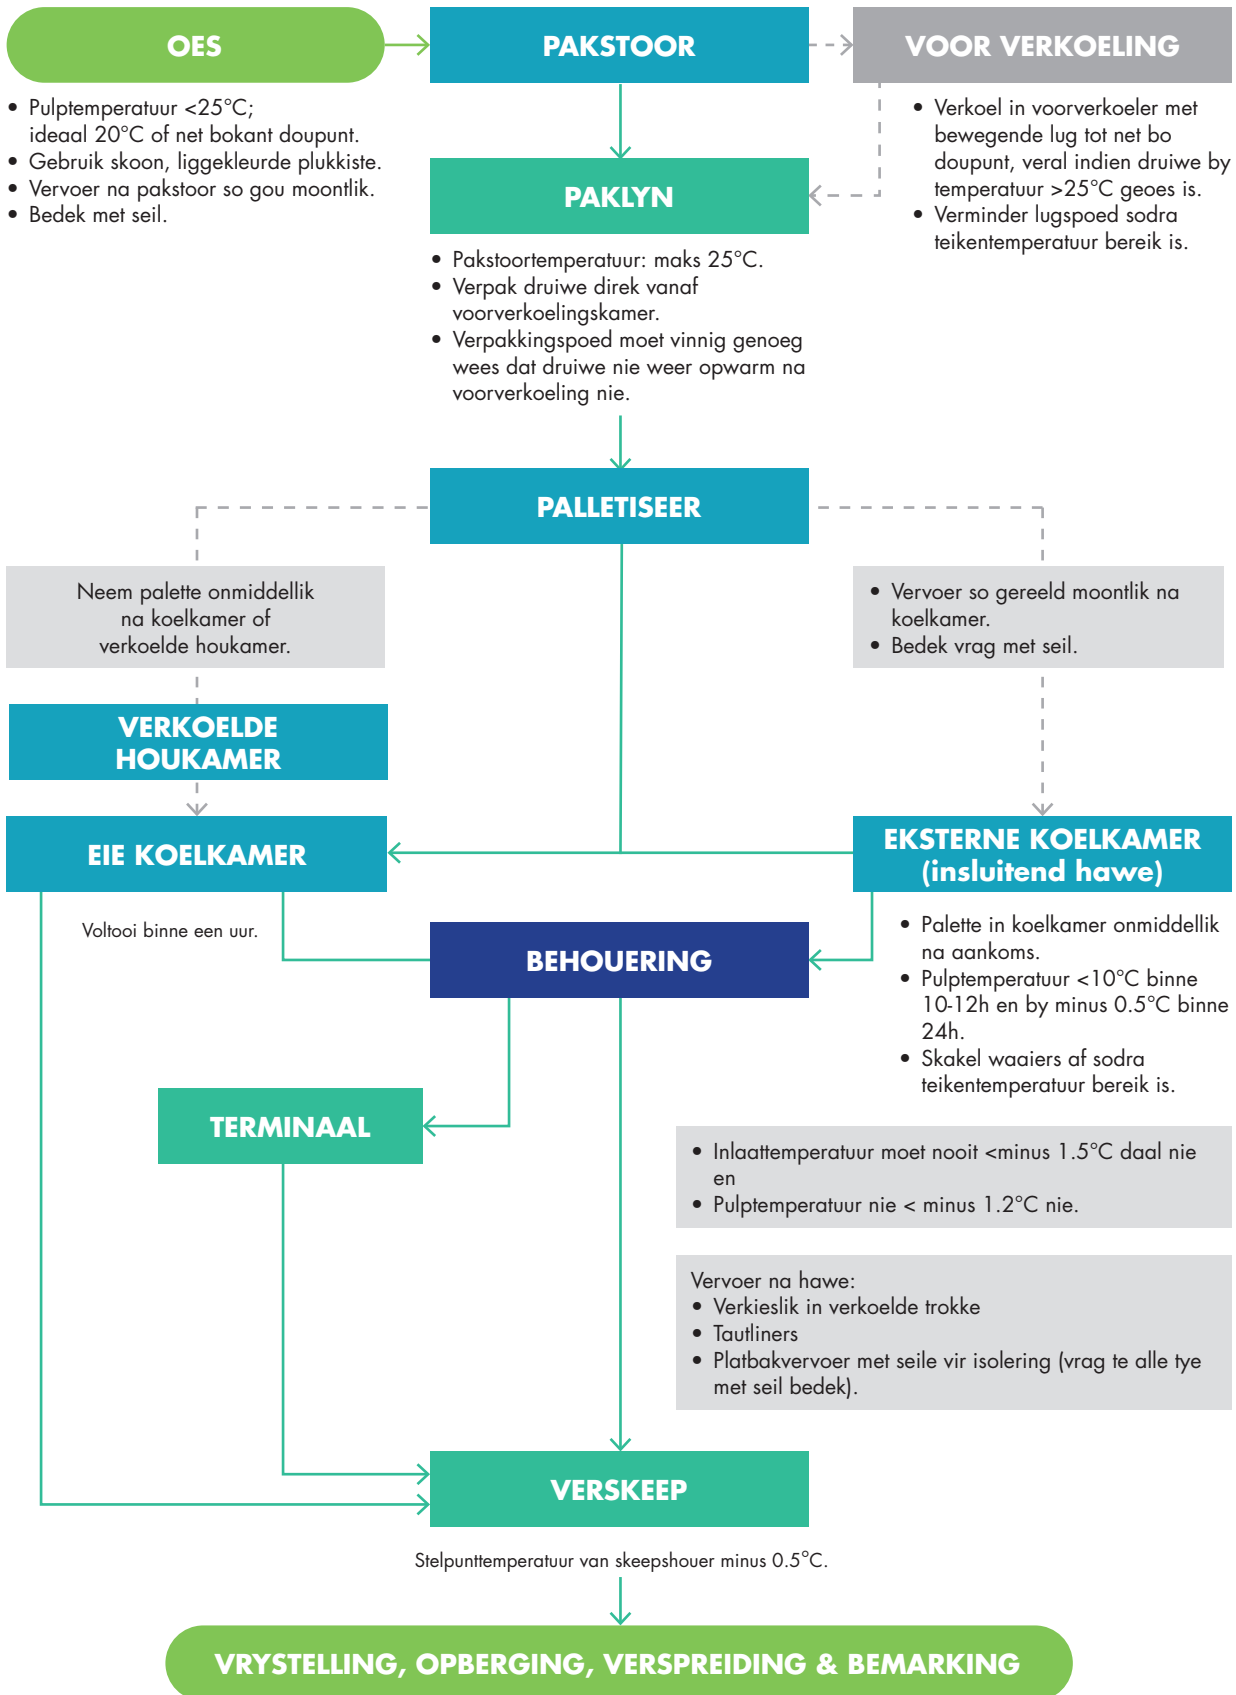 OES
• Pulptemperatuur <25°C;
ideaal 20°C of net bokant doupunt.
• Gebruik skoon, liggekleurde plukkiste.
• Vervoer na pakstoor so gou moontlik.
• Bedek met seil.
PAKSTOOR
VOOR VERKOELING
• Verkoel in voorverkoeler met
bewegende lug tot net bo
doupunt, veral indien druiwe by
temperatuur >25°C geoes is.
• Verminder lugspoed sodra
teikentemperatuur bereik is.
PAKLYN
• Pakstoortemperatuur: maks 25°C.
• Verpak druiwe direk vanaf
voorverkoelingskamer.
• Verpakkingspoed moet vinnig genoeg
wees dat druiwe nie weer opwarm na
voorverkoeling nie.
PALLETISEER
Neem palette onmiddellik
na koelkamer of
verkoelde houkamer.
• Vervoer so gereeld moontlik na
koelkamer.
• Bedek vrag met seil.
VERKOELDE
HOUKAMER
EIE KOELKAMER
EKSTERNE KOELKAMER
(insluitend hawe)
Voltooi binne een uur.
BEHOUERING
• Palette in koelkamer onmiddellik
na aankoms.
• Pulptemperatuur <10°C binne
10-12h en by minus 0.5°C binne
24h.
• Skakel waaiers af sodra
teikentemperatuur bereik is.
TERMINAAL
• Inlaattemperatuur moet nooit <minus 1.5°C daal nie
en
• Pulptemperatuur nie < minus 1.2°C nie.
Vervoer na hawe:
• Verkieslik in verkoelde trokke
• Tautliners
• Platbakvervoer met seile vir isolering (vrag te alle tye
met seil bedek).
VERSKEEP
Stelpunttemperatuur van skeepshouer minus 0.5°C.
VRYSTELLING, OPBERGING, VERSPREIDING & BEMARKING